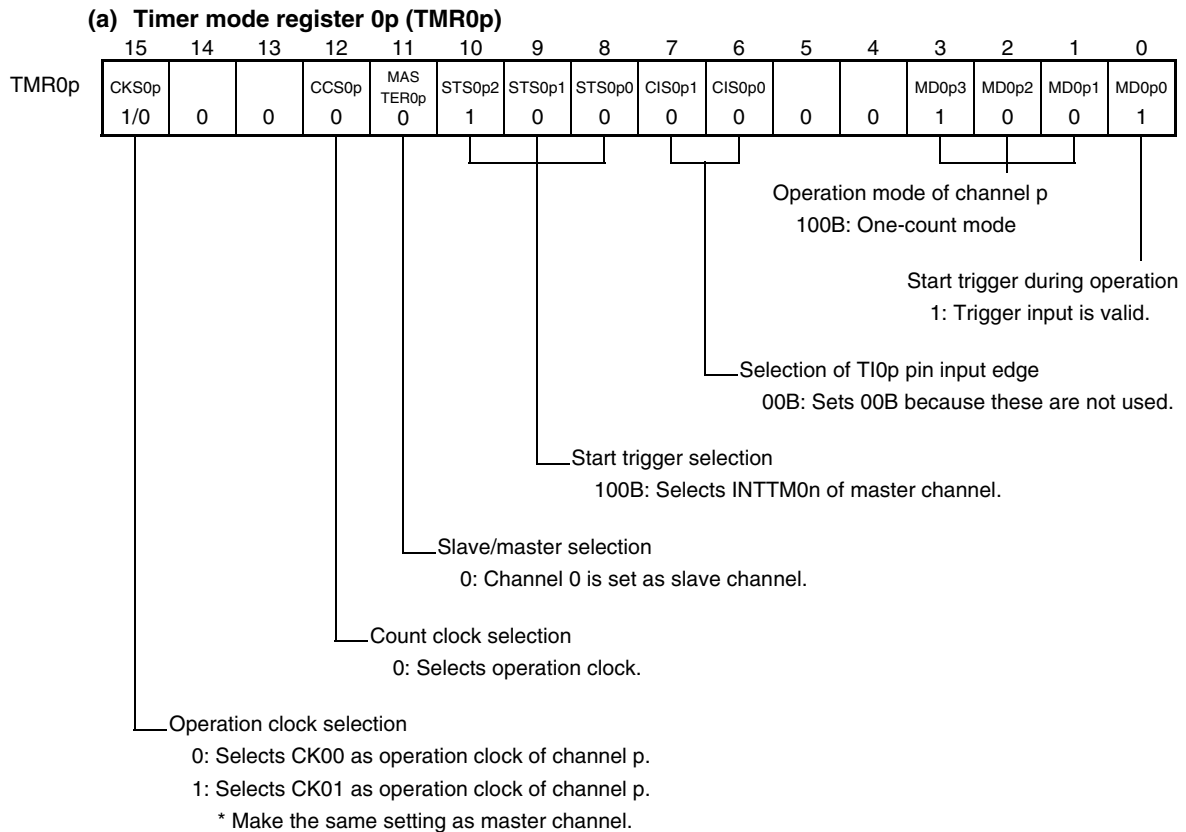 (a) Timer mode register 0p (TMR0p)
15 14 13 12 11 10 9 8 7 6 5 4 3 2 1 0
TMR0p CKS0p CCS0p MAS TER0p STS0p2 STS0p1 STS0p0 CIS0p1 CIS0p0 MD0p3 MD0p2 MD0p1 MD0p0
1/0 0 0 0 0 1 0 0 0 0 0 0 1 0 0 1
Operation mode of channel p
100B: One-count mode
Start trigger during operation
1: Trigger input is valid.
Selection of TI0p pin input edge
00B: Sets 00B because these are not used.
Start trigger selection
100B: Selects INTTM0n of master channel.
Slave/master selection
0: Channel 0 is set as slave channel.
Count clock selection
0: Selects operation clock.
Operation clock selection
0: Selects CK00 as operation clock of channel p.
1: Selects CK01 as operation clock of channel p.
* Make the same setting as master channel.